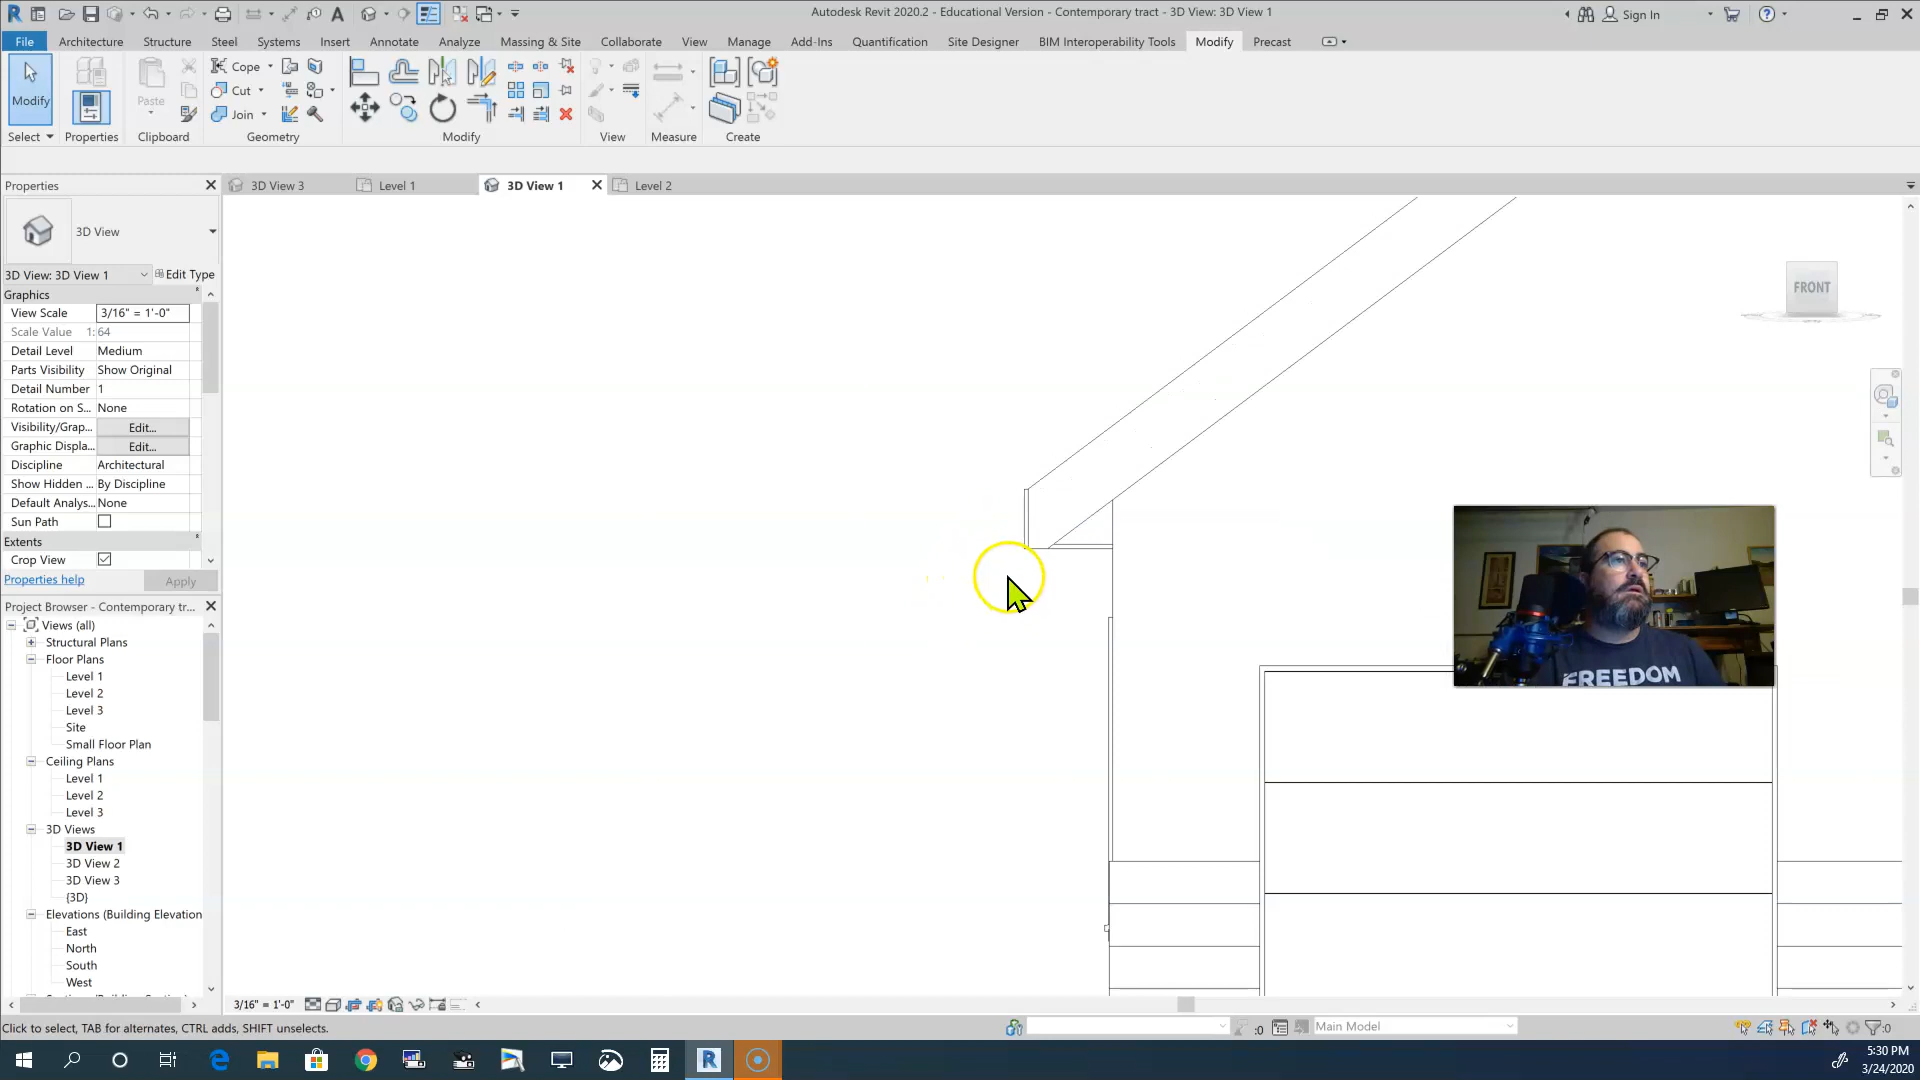 Autodesk Revit 2020.2 - Educational Version - Contemporary tract - 3D View: 3D View 1
Sign In
File Architecture Structure Steel Systems Insert Annotate Analyze Massing & Site Collaborate View Manage Add-Ins Quantification Site Designer BIM Interoperability Tools Modify Precast
Modify
Paste
Cope
Cut
Join
Select Properties Clipboard Geometry Modify View Measure Create
Properties
3D View 3
Level 1
3D View 1
Level 2
3D View
3D View: 3D View 1 Edit Type
Graphics
View Scale 3/16" = 1'-0"
Scale Value 1: 64
Detail Level Medium
Parts Visibility Show Original
Detail Number 1
Rotation on S... None
Visibility/Grap... Edit...
Graphic Displa... Edit...
Discipline Architectural
Show Hidden ... By Discipline
Default Analys... None
Sun Path
Extents
Crop View
Properties help Apply
Project Browser - Contemporary tr...
Views (all)
Structural Plans
Floor Plans
Level 1
Level 2
Level 3
Site
Small Floor Plan
Ceiling Plans
Level 1
Level 2
Level 3
3D Views
3D View 1
3D View 2
3D View 3
{3D}
Elevations (Building Elevation
East
North
South
West
FRONT
FREEDOM
3/16" = 1'-0"
Click to select, TAB for alternates, CTRL adds, SHIFT unselects.
:0
Main Model
:0
5:30 PM
3/24/2020